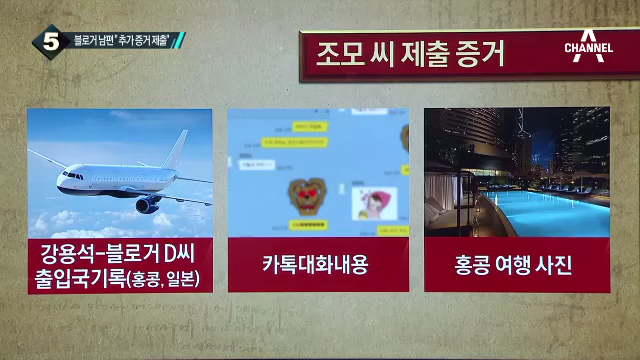 5 블로거 남편 "추가 증거 제출"
조모 씨 제출 증거
CHANNEL A
강용석-블로거 D씨
출입국기록(홍콩, 일본)
카톡대화내용
홍콩 여행 사진